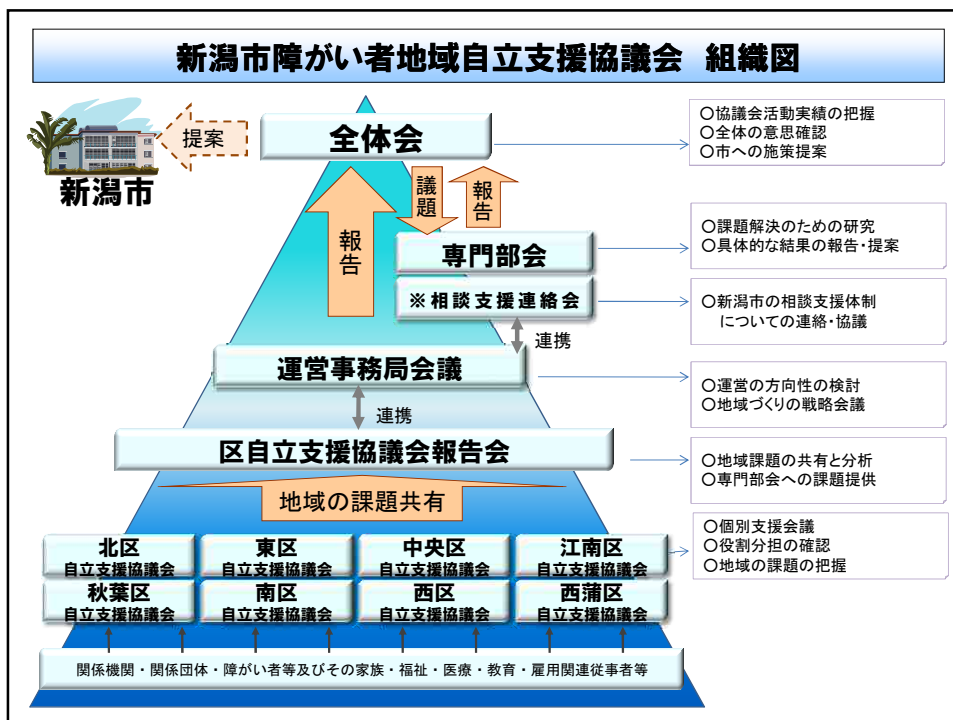 新潟市障がい者地域自立支援協議会 組織図
提案
新潟市
全体会
〇協議会活動実績の把握
〇全体の意思確認
〇市への施策提案
議題
報告
報告
専門部会
〇課題解決のための研究
〇具体的な結果の報告・提案
※相談支援連絡会
〇新潟市の相談支援体制
についての連絡・協議
連携
運営事務局会議
〇運営の方向性の検討
〇地域づくりの戦略会議
連携
区自立支援協議会報告会
〇地域課題の共有と分析
〇専門部会への課題提供
地域の課題共有
北区
自立支援協議会
東区
自立支援協議会
中央区
自立支援協議会
江南区
自立支援協議会
〇個別支援会議
〇役割分担の確認
〇地域の課題の把握
秋葉区
自立支援協議会
南区
自立支援協議会
西区
自立支援協議会
西蒲区
自立支援協議会
関係機関・関係団体・障がい者等及びその家族・福祉・医療・教育・雇用関連従事者等